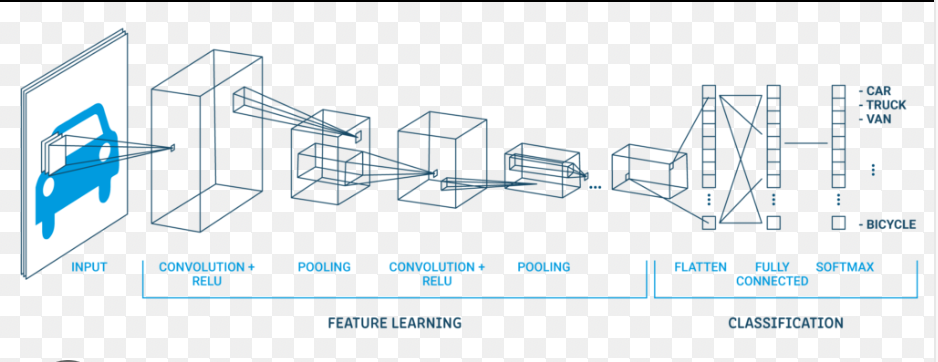 - CAR
- TRUCK
- VAN
- BICYCLE
INPUT
CONVOLUTION +
RELU
POOLING
CONVOLUTION +
RELU
POOLING
FLATTEN
FULLY
CONNECTED
SOFTMAX
FEATURE LEARNING
CLASSIFICATION